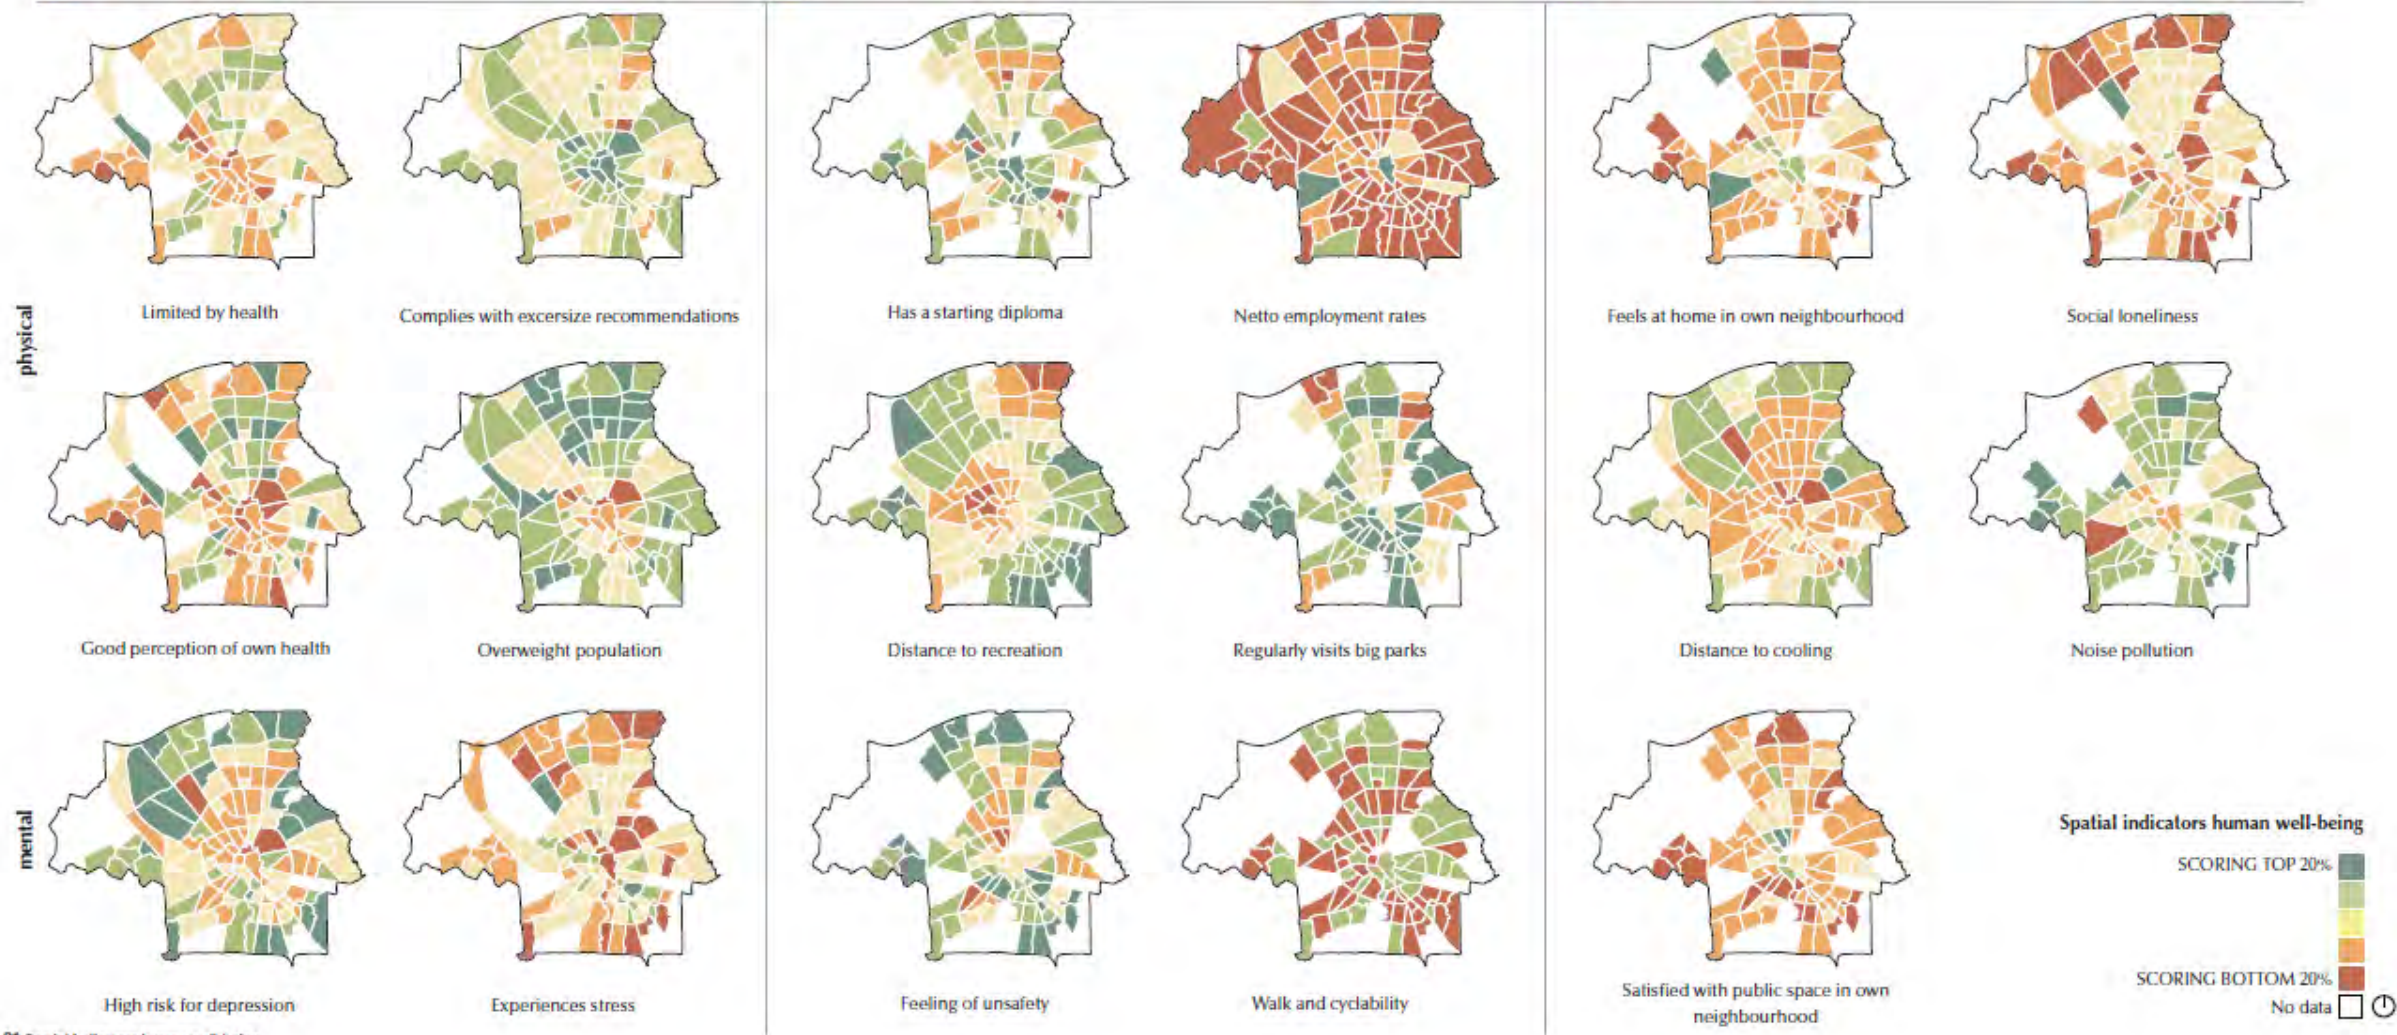 physical
Limited by health
Complies with excersize recommendations
Has a starting diploma
Netto employment rates
Feels at home in own neighbourhood
Social loneliness
Good perception of own health
Overweight population
Distance to recreation
Regularly visits big parks
Distance to cooling
Noise pollution
mental
High risk for depression
Experiences stress
Feeling of unsafety
Walk and cyclability
Satisfied with public space in own
neighbourhood
Spatial indicators human well-being
SCORING TOP 20%
SCORING BOTTOM 20%
No data